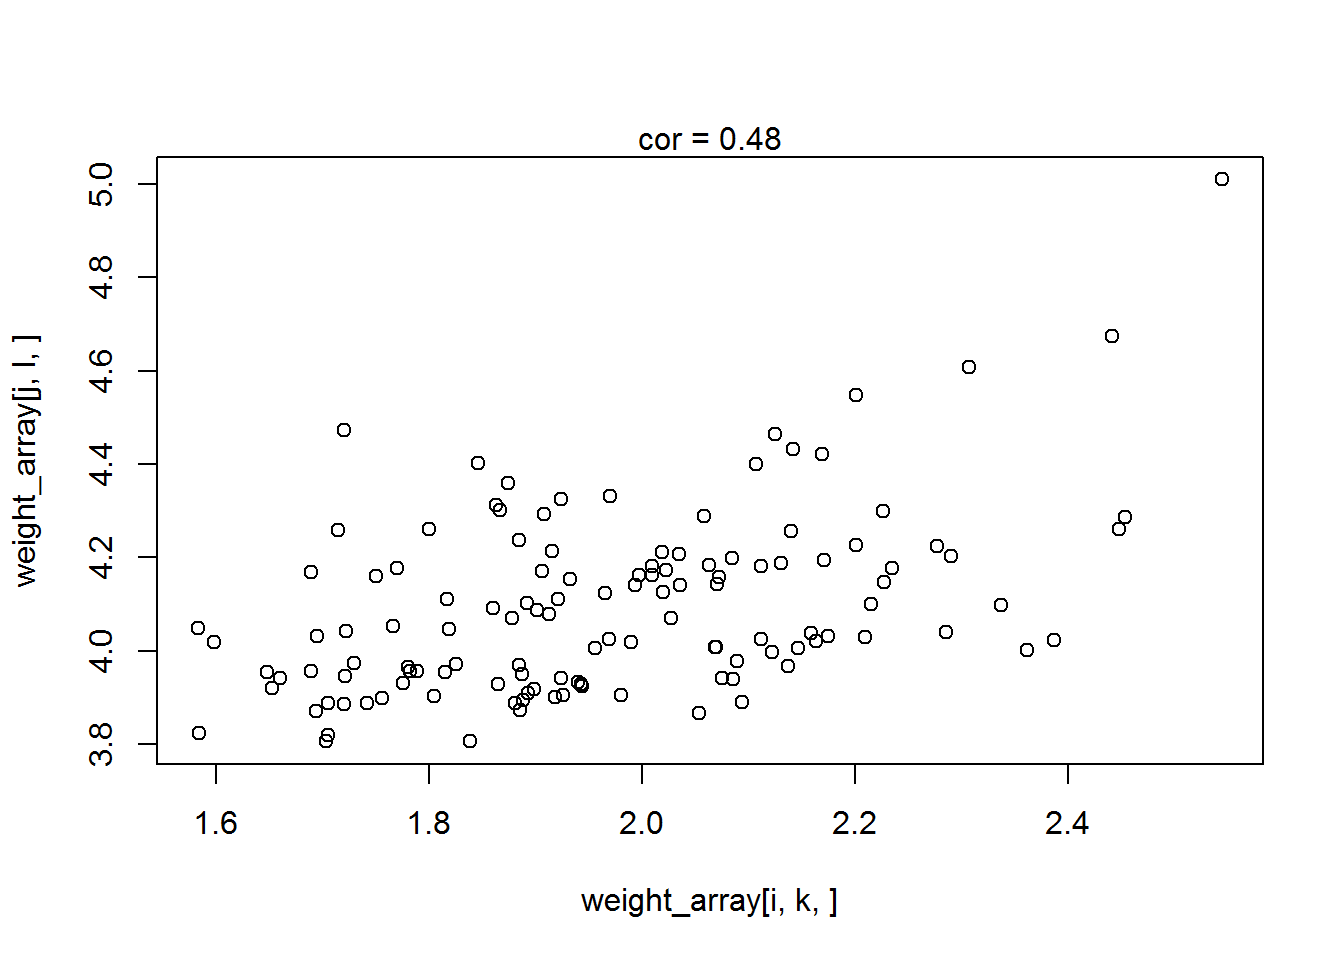 cor = 0.48
5.0
4.8
4.6
4.4
4.2
4.0
3.8
weight_array[j, l, ]
1.6 1.8 2.0 2.2 2.4
weight_array[i, k, ]